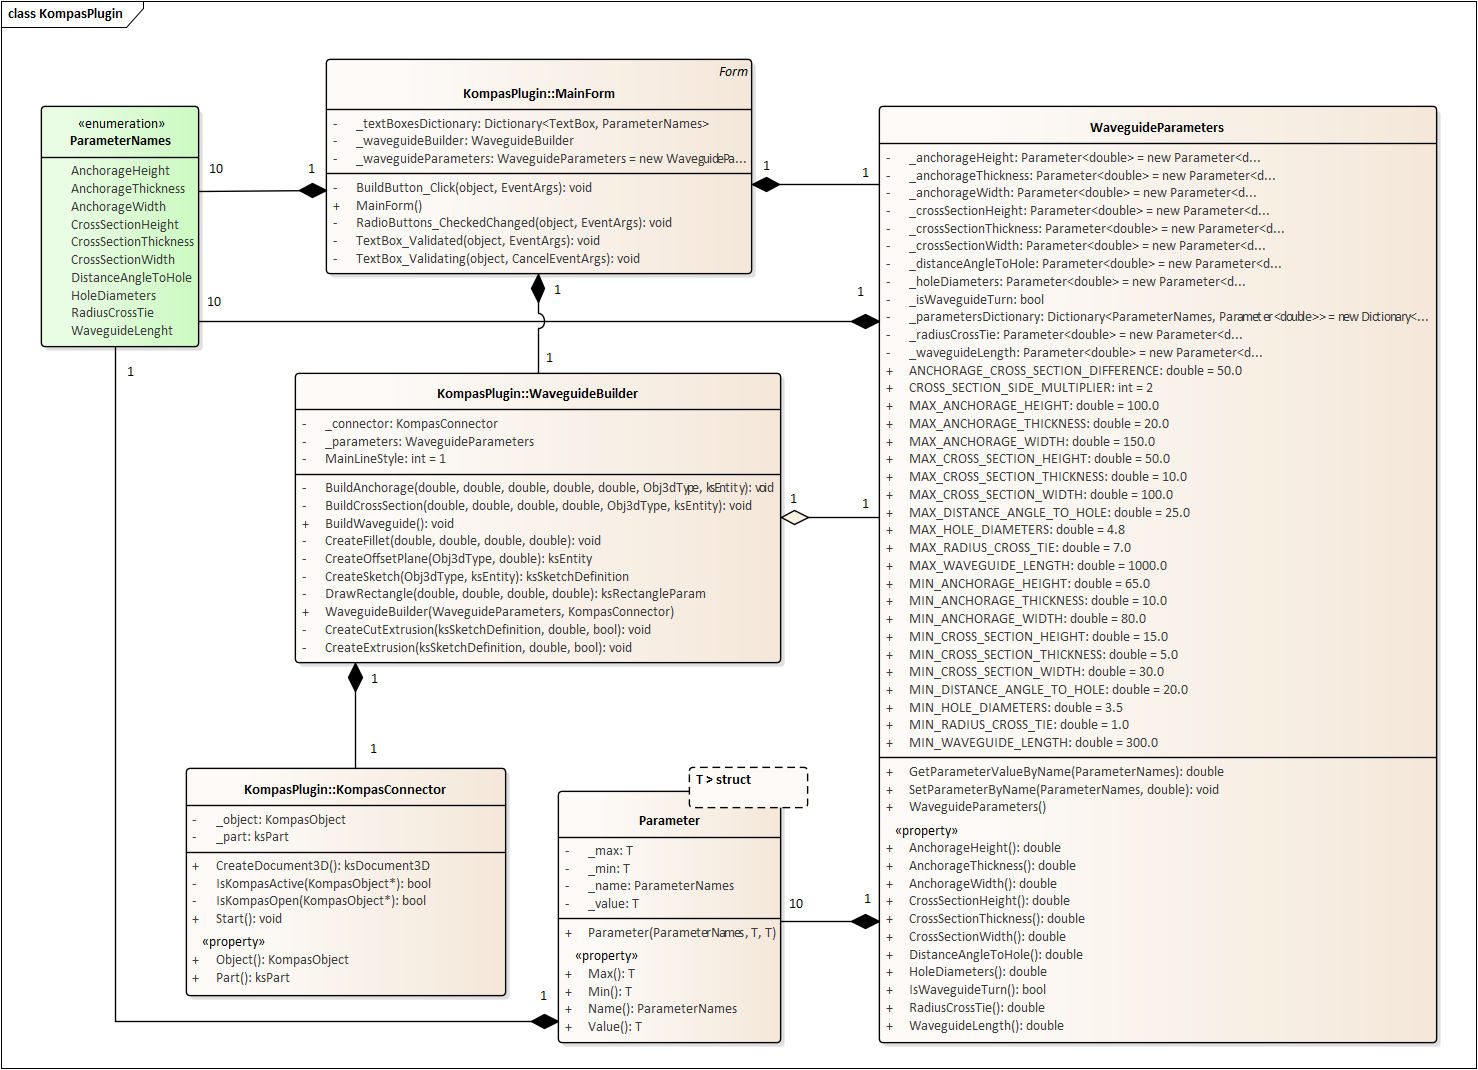 class KompasPlugin
«enumeration»
ParameterNames
AnchorageHeight
AnchorageThickness
AnchorageWidth
CrossSectionHeight
CrossSectionThickness
CrossSectionWidth
DistanceAngleToHole
HoleDiameters
RadiusCrossTie
WaveguideLenght
10
1
10
1
Form
KompasPlugin::MainForm
- _textBoxesDictionary: Dictionary<TextBox, ParameterNames>
- _waveguideBuilder: WaveguideBuilder
- _waveguideParameters: WaveguideParameters = new WaveguidePa...
- BuildButton_Click(object, EventArgs): void
+ MainForm()
- RadioButtons_CheckedChanged(object, EventArgs): void
- TextBox_Validated(object, EventArgs): void
- TextBox_Validating(object, CancelEventArgs): void
1
1
1
1
1
KompasPlugin::WaveguideBuilder
- _connector: KompasConnector
- _parameters: WaveguideParameters
- MainLineStyle: int = 1
- BuildAnchorage(double, double, double, double, double, Obj3dType, ksEntity): void
- BuildCrossSection(double, double, double, double, Obj3dType, ksEntity): void
+ BuildWaveguide(): void
- CreateFillet(double, double, double, double): void
- CreateOffsetPlane(Obj3dType, double): ksEntity
- CreateSketch(Obj3dType, ksEntity): ksSketchDefinition
- DrawRectangle(double, double, double, double): ksRectangleParam
+ WaveguideBuilder(WaveguideParameters, KompasConnector)
- CreateCutExtrusion(ksSketchDefinition, double, bool): void
- CreateExtrusion(ksSketchDefinition, double, bool): void
1
1
1
1
KompasPlugin::KompasConnector
- _object: KompasObject
- _part: ksPart
+ CreateDocument3D(): ksDocument3D
- IsKompasActive(KompasObject*): bool
- IsKompasOpen(KompasObject*): bool
+ Start(): void
«property»
+ Object(): KompasObject
+ Part(): ksPart
T > struct
Parameter
- _max: T
- _min: T
- _name: ParameterNames
- _value: T
+ Parameter(ParameterNames, T, T)
«property»
+ Max(): T
+ Min(): T
+ Name(): ParameterNames
+ Value(): T
1
10
1
WaveguideParameters
- _anchorageHeight: Parameter<double> = new Parameter<d...
- _anchorageThickness: Parameter<double> = new Parameter<d...
- _anchorageWidth: Parameter<double> = new Parameter<d...
- _crossSectionHeight: Parameter<double> = new Parameter<d...
- _crossSectionThickness: Parameter<double> = new Parameter<d...
- _crossSectionWidth: Parameter<double> = new Parameter<d...
- _distanceAngleToHole: Parameter<double> = new Parameter<d...
- _holeDiameters: Parameter<double> = new Parameter<d...
- _isWaveguideTurn: bool
- _parametersDictionary: Dictionary<ParameterNames, Parameter<double>> = new Dictionary<...
- _radiusCrossTie: Parameter<double> = new Parameter<d...
- _waveguideLength: Parameter<double> = new Parameter<d...
+ ANCHORAGE_CROSS_SECTION_DIFFERENCE: double = 50.0
+ CROSS_SECTION_SIDE_MULTIPLIER: int = 2
+ MAX_ANCHORAGE_HEIGHT: double = 100.0
+ MAX_ANCHORAGE_THICKNESS: double = 20.0
+ MAX_ANCHORAGE_WIDTH: double = 150.0
+ MAX_CROSS_SECTION_HEIGHT: double = 50.0
+ MAX_CROSS_SECTION_THICKNESS: double = 10.0
+ MAX_CROSS_SECTION_WIDTH: double = 100.0
+ MAX_DISTANCE_ANGLE_TO_HOLE: double = 25.0
+ MAX_HOLE_DIAMETERS: double = 4.8
+ MAX_RADIUS_CROSS_TIE: double = 7.0
+ MAX_WAVEGUIDE_LENGTH: double = 1000.0
+ MIN_ANCHORAGE_HEIGHT: double = 65.0
+ MIN_ANCHORAGE_THICKNESS: double = 10.0
+ MIN_ANCHORAGE_WIDTH: double = 80.0
+ MIN_CROSS_SECTION_HEIGHT: double = 15.0
+ MIN_CROSS_SECTION_THICKNESS: double = 5.0
+ MIN_CROSS_SECTION_WIDTH: double = 30.0
+ MIN_DISTANCE_ANGLE_TO_HOLE: double = 20.0
+ MIN_HOLE_DIAMETERS: double = 3.5
+ MIN_RADIUS_CROSS_TIE: double = 1.0
+ MIN_WAVEGUIDE_LENGTH: double = 300.0
+ GetParameterValueByName(ParameterNames): double
+ SetParameterByName(ParameterNames, double): void
+ WaveguideParameters()
«property»
+ AnchorageHeight(): double
+ AnchorageThickness(): double
+ AnchorageWidth(): double
+ CrossSectionHeight(): double
+ CrossSectionThickness(): double
+ CrossSectionWidth(): double
+ DistanceAngleToHole(): double
+ HoleDiameters(): double
+ IsWaveguideTurn(): bool
+ RadiusCrossTie(): double
+ WaveguideLength(): double